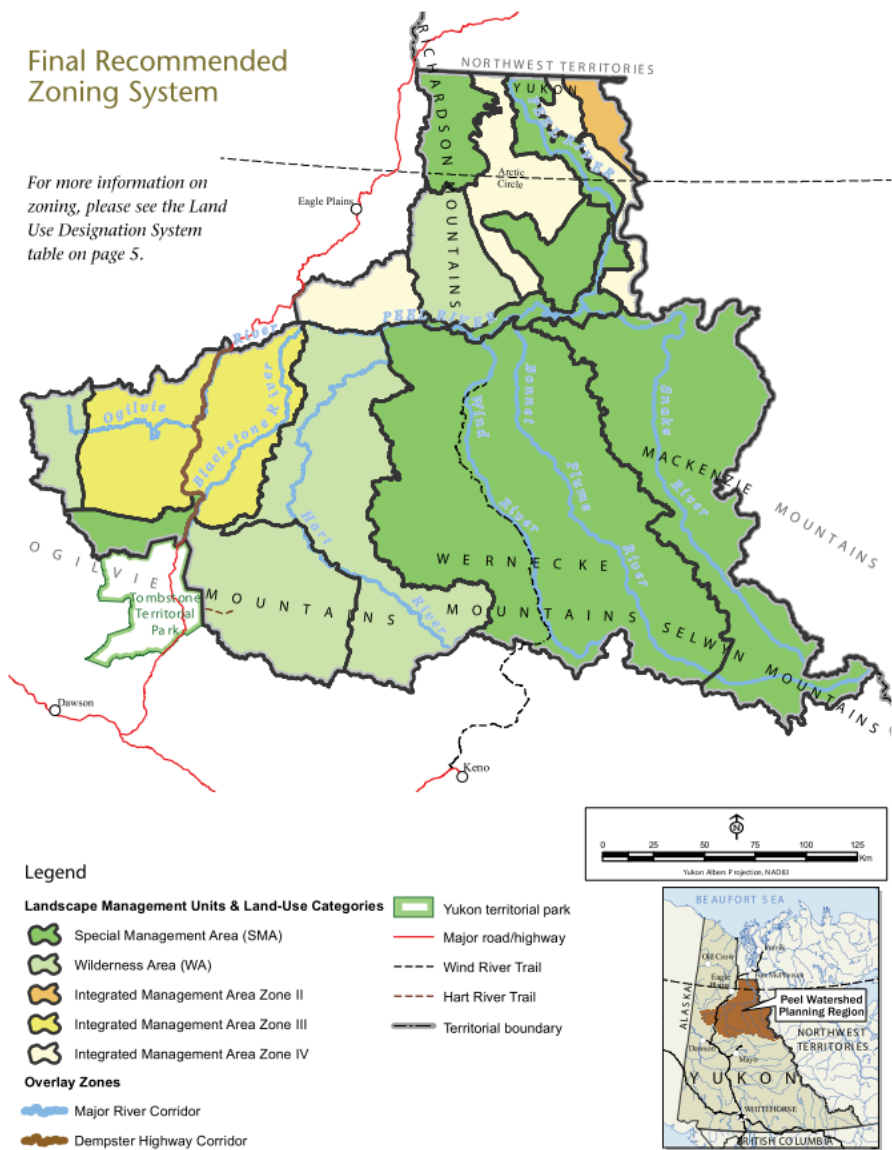 Final Recommended
Zoning System
For more information on
zoning, please see the Land
Use Designation System
table on page 5.
NORTHWEST TERRITORIES
YUKON
RICHARDSON MOUNTAINS
PEEL RIVER
Arctic
Circle
Eagle Plains
PEEL RIVER
Ogilvie River
Blackstone River
Hart River
Wind River
Bonnet Plume River
Snake River
MACKENZIE MOUNTAINS
WERNECKE MOUNTAINS
SELWYN MOUNTAINS
OGILVIE MOUNTAINS
Tombstone
Territorial
Park
Dawson
Keno
N
0 25 50 75 100 125
Km
Yukon Albers Projection, NAD83
Legend
Landscape Management Units & Land-Use Categories
Special Management Area (SMA)
Wilderness Area (WA)
Integrated Management Area Zone II
Integrated Management Area Zone III
Integrated Management Area Zone IV
Overlay Zones
Major River Corridor
Dempster Highway Corridor
Yukon territorial park
Major road/highway
Wind River Trail
Hart River Trail
Territorial boundary
BEAUFORT SEA
Inuvik
Old Crow
Eagle
Plains
Fort McPherson
Peel Watershed
Planning Region
ALASKA
NORTHWEST
TERRITORIES
Dawson
Mayo
YUKON
WHITEHORSE
BRITISH COLUMBIA